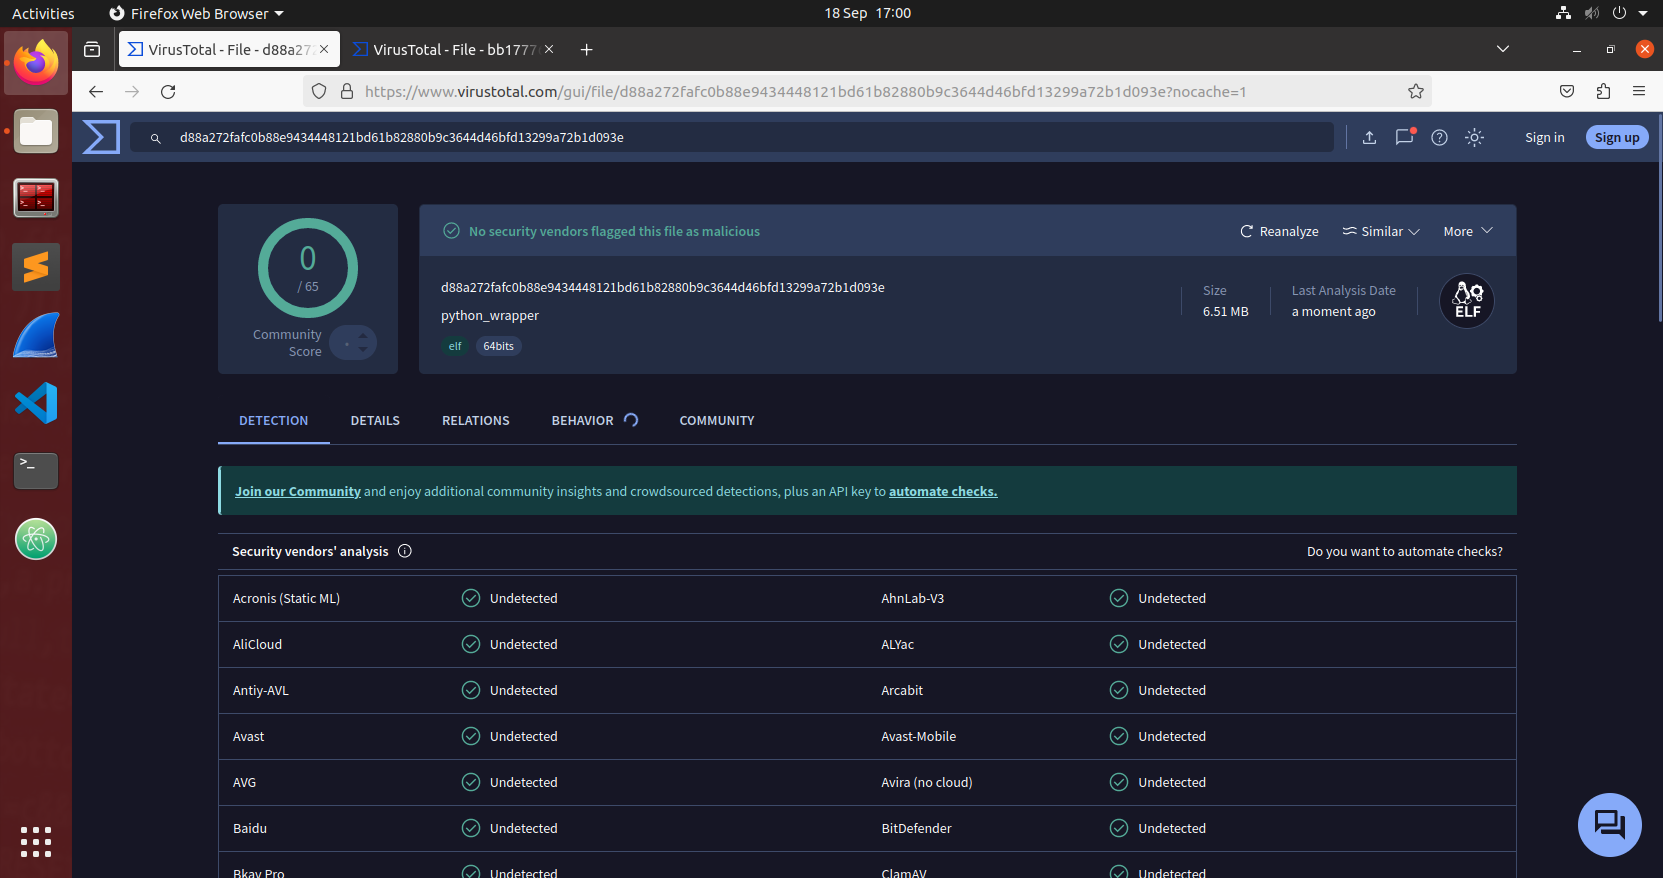 Activities
Firefox Web Browser
18 Sep 17:00
VirusTotal - File - d88a27
VirusTotal - File - bb1777
https://www.virustotal.com/gui/file/d88a272fafc0b88e9434448121bd61b82880b9c3644d46bfd13299a72b1d093e?nocache=1
d88a272fafc0b88e9434448121bd61b82880b9c3644d46bfd13299a72b1d093e
Sign in
Sign up
0
/ 65
Community
Score
No security vendors flagged this file as malicious
Reanalyze
Similar
More
d88a272fafc0b88e9434448121bd61b82880b9c3644d46bfd13299a72b1d093e
python_wrapper
elf
64bits
Size
6.51 MB
Last Analysis Date
a moment ago
ELF
DETECTION
DETAILS
RELATIONS
BEHAVIOR
COMMUNITY
Join our Community and enjoy additional community insights and crowdsourced detections, plus an API key to automate checks.
Security vendors' analysis
Do you want to automate checks?
Acronis (Static ML)
Undetected
AhnLab-V3
Undetected
AliCloud
Undetected
ALYac
Undetected
Antiy-AVL
Undetected
Arcabit
Undetected
Avast
Undetected
Avast-Mobile
Undetected
AVG
Undetected
Avira (no cloud)
Undetected
Baidu
Undetected
BitDefender
Undetected
Bkav Pro
Undetected
ClamAV
Undetected